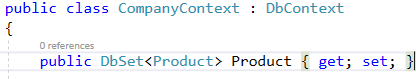 public class CompanyContext : DbContext
{
0 references
public DbSet<Product> Product { get; set; }